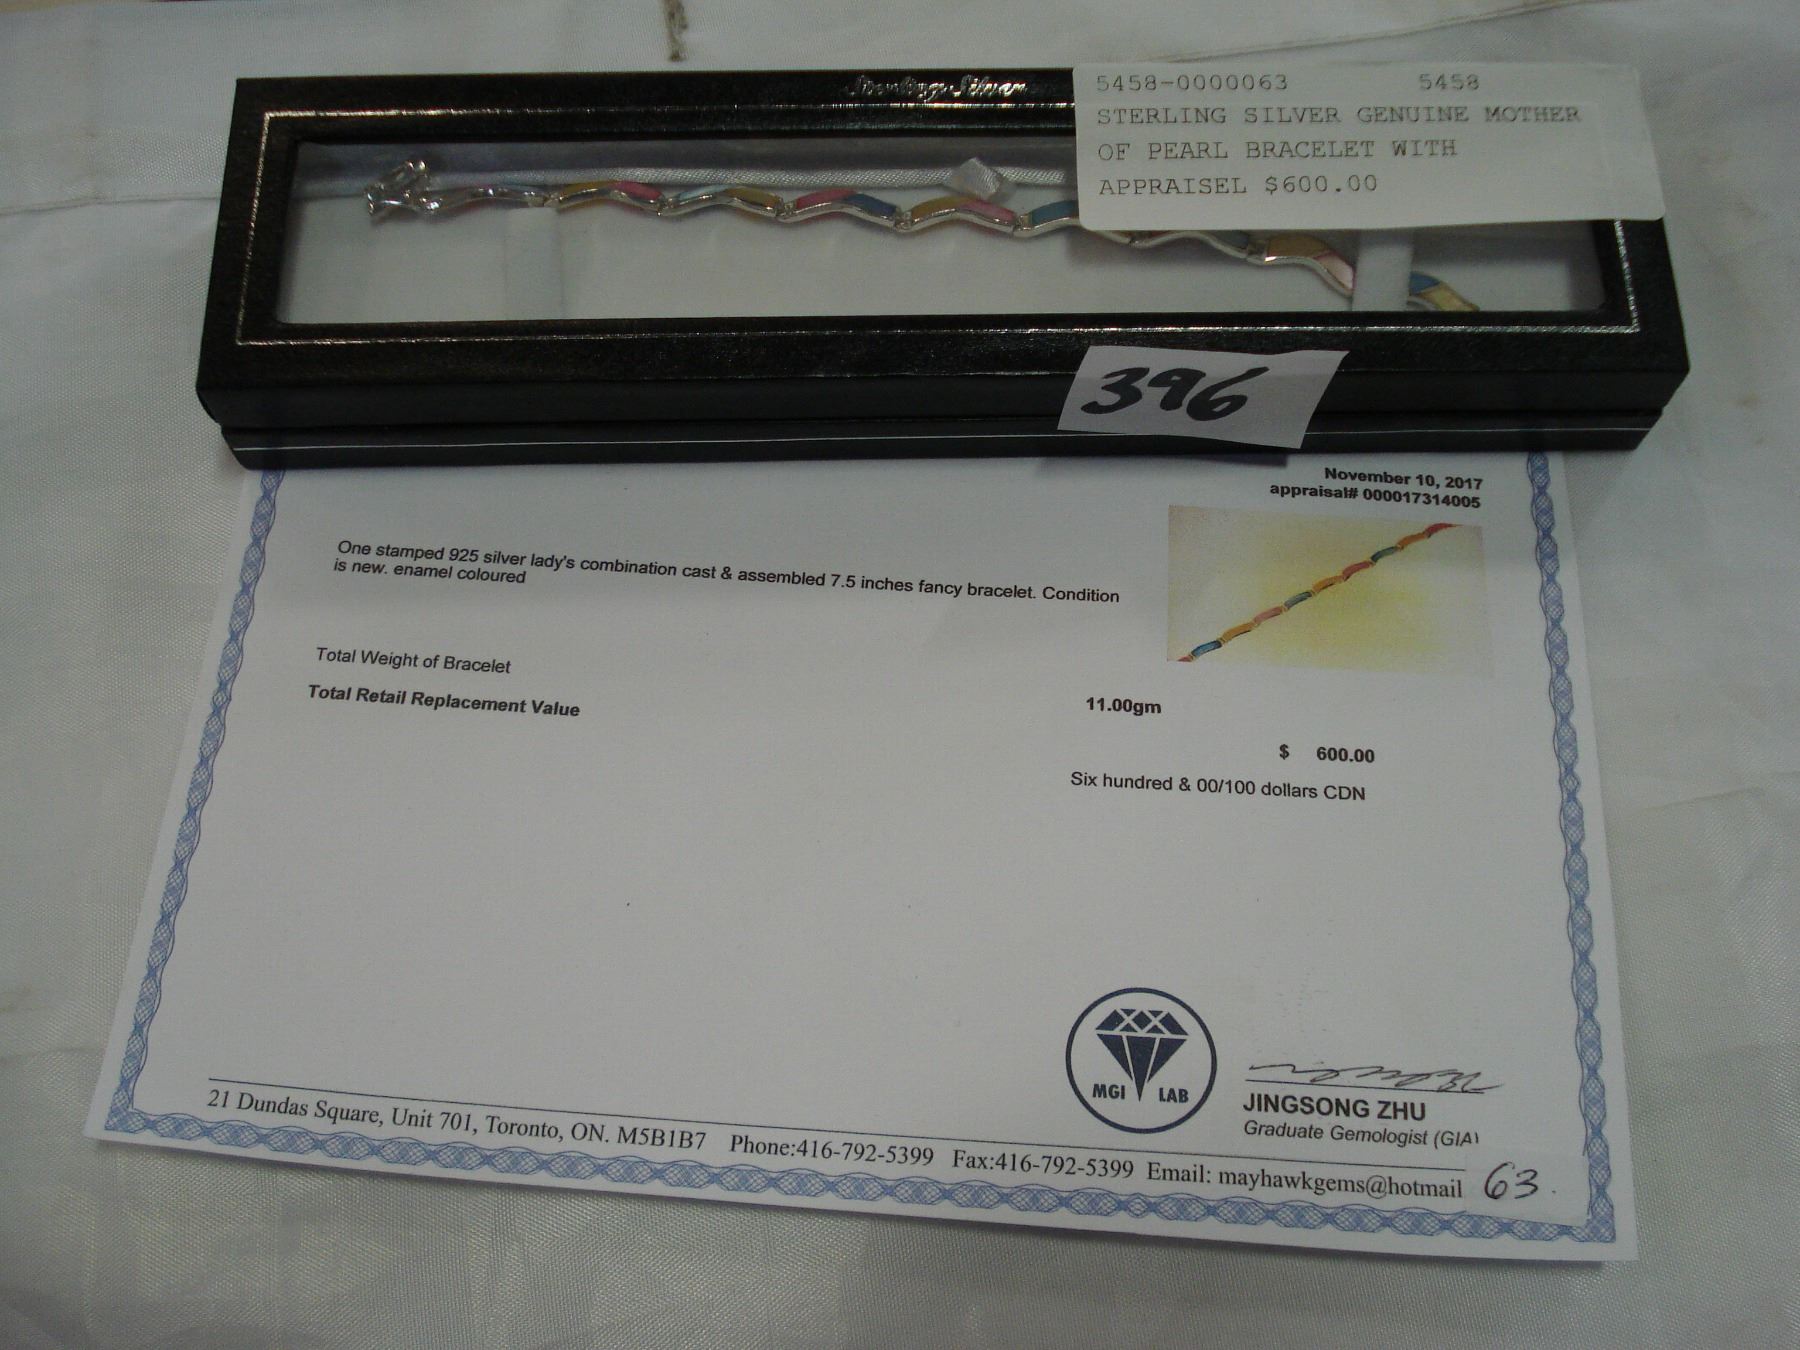 Sterling Silver
5458-0000063 5458
STERLING SILVER GENUINE MOTHER
OF PEARL BRACELET WITH
APPRAISEL $600.00
396
November 10, 2017
appraisal# 000017314005
One stamped 925 silver lady's combination cast & assembled 7.5 inches fancy bracelet. Condition
is new. enamel coloured
Total Weight of Bracelet
11.00gm
Total Retail Replacement Value
$ 600.00
Six hundred & 00/100 dollars CDN
MGI LAB
JINGSONG ZHU
Graduate Gemologist (GIA)
21 Dundas Square, Unit 701, Toronto, ON. M5B1B7 Phone:416-792-5399 Fax:416-792-5399 Email: mayhawkgems@hotmail
63